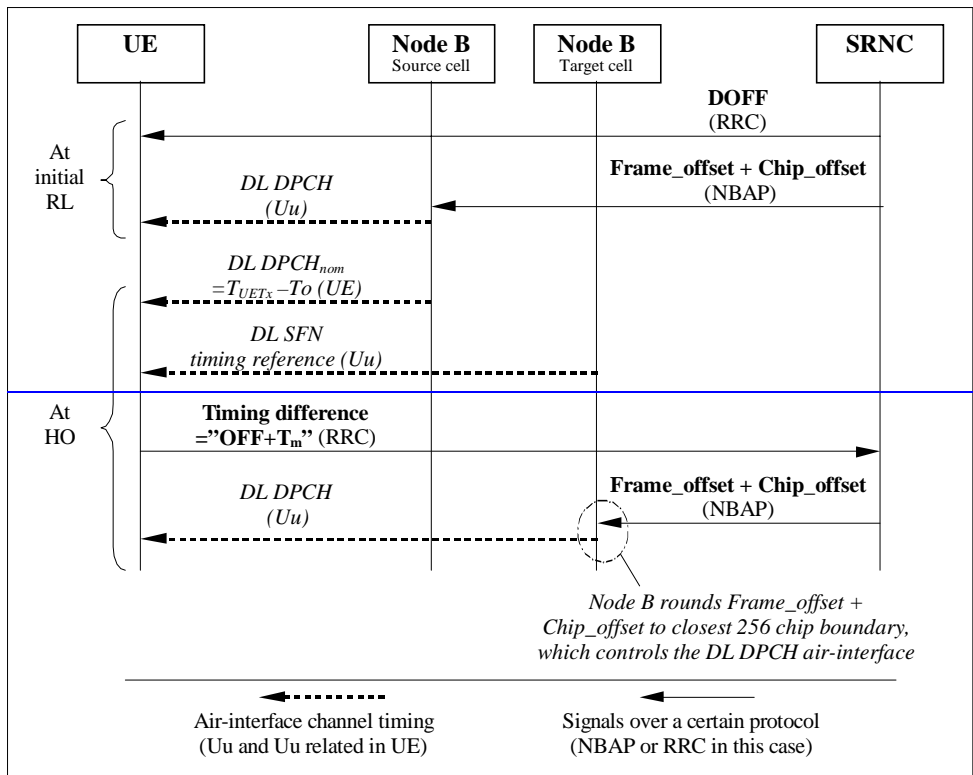 UE
Node B
Source cell
Node B
Target cell
SRNC
DOFF
(RRC)
At
initial
RL
Frame_offset + Chip_offset
(NBAP)
DL DPCH
(Uu)
DL DPCHnom
=TUETx –To (UE)
DL SFN
timing reference (Uu)
At
HO
Timing difference
=”OFF+Tm” (RRC)
Frame_offset + Chip_offset
(NBAP)
DL DPCH
(Uu)
Node B rounds Frame_offset +
Chip_offset to closest 256 chip boundary,
which controls the DL DPCH air-interface
Air-interface channel timing
(Uu and Uu related in UE)
Signals over a certain protocol
(NBAP or RRC in this case)